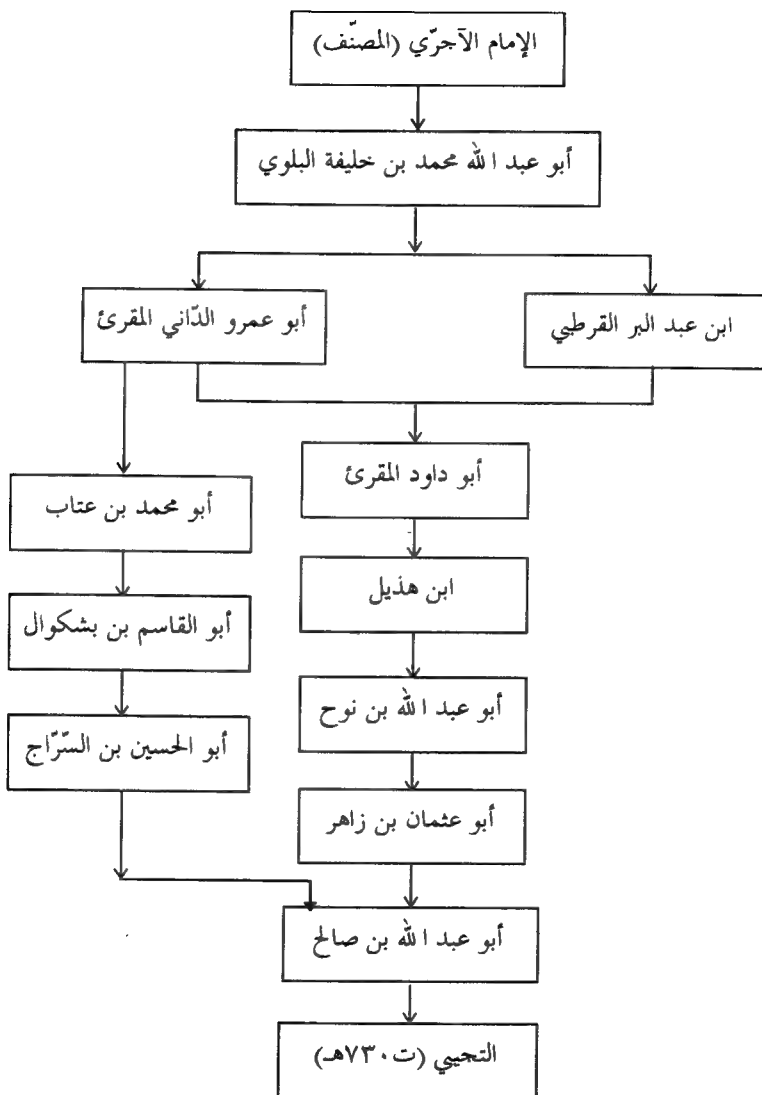 الإمام الآجرّي (المصنّف)
أبو عبد الله محمد بن خليفة البلوي
ابن عبد البر القرطبي
أبو عمرو الدّاني المقرئ
أبو داود المقرئ
أبو محمد بن عتاب
ابن هذيل
أبو القاسم بن بشكوال
أبو عبد الله بن نوح
أبو الحسين بن السّرّاج
أبو عثمان بن زاهر
أبو عبد الله بن صالح
التجيبي (ت٧٣٠هـ)